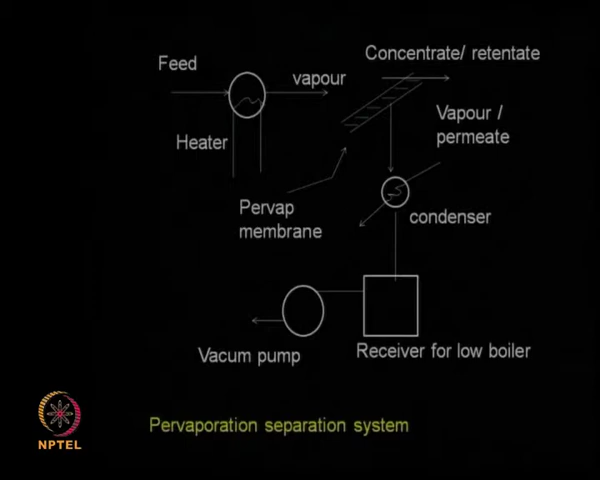 Concentrate/ retentate
Feed
vapour
Vapour /
permeate
Heater
Pervap
membrane
condenser
Vacum pump
Receiver for low boiler
Pervaporation separation system
NPTEL